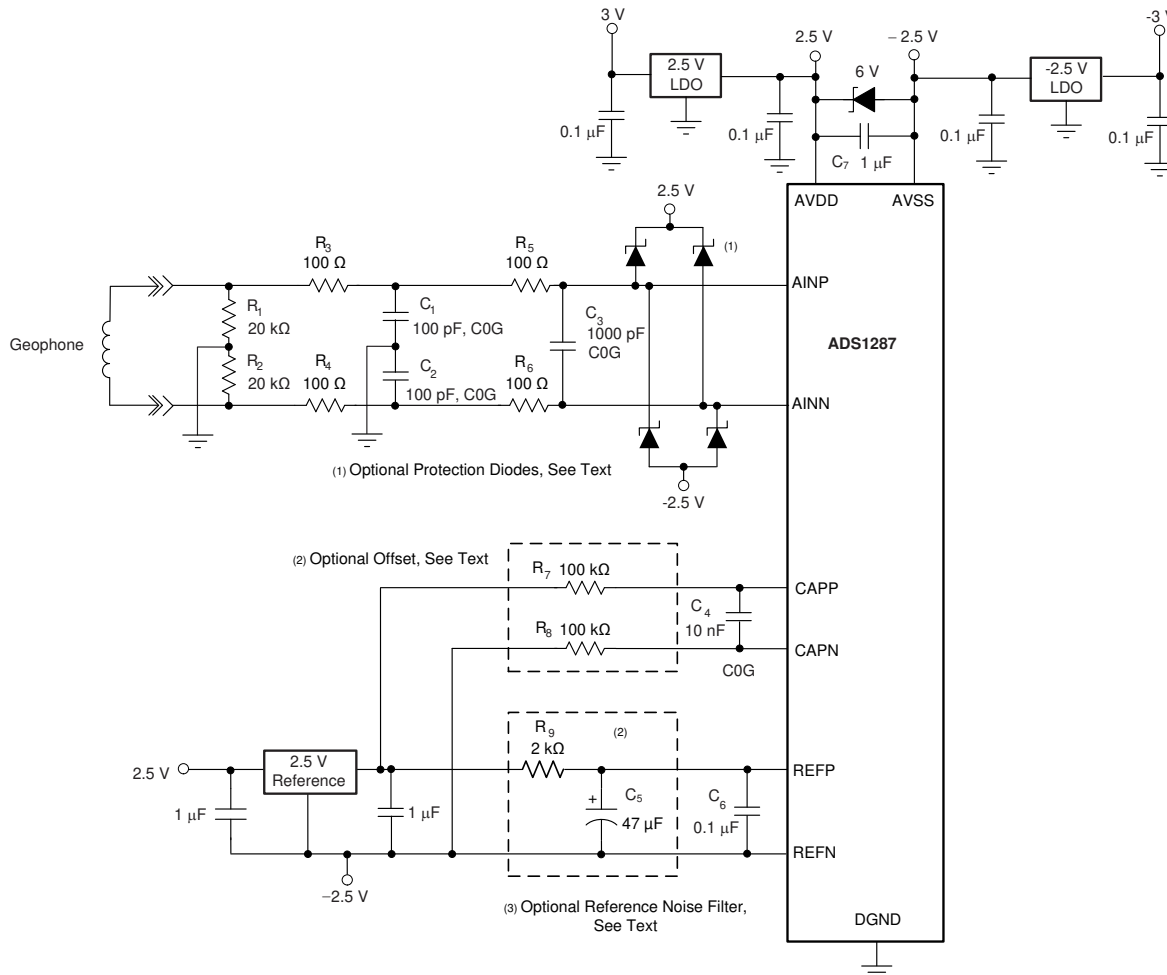 3 V
2.5 V
− 2.5 V
-3 V
2.5 V
LDO
6 V
-2.5 V
LDO
0.1 μF
0.1 μF
C7 1 μF
0.1 μF
0.1 μF
AVDD
AVSS
2.5 V
(1)
R3
100 Ω
R5
100 Ω
AINP
R1
20 kΩ
C1
100 pF, C0G
C3
1000 pF
C0G
ADS1287
Geophone
R2
20 kΩ
R4
100 Ω
C2
100 pF, C0G
R6
100 Ω
AINN
(1) Optional Protection Diodes, See Text
-2.5 V
(2) Optional Offset, See Text
R7 100 kΩ
CAPP
C4
10 nF
R8 100 kΩ
CAPN
C0G
R9
2 kΩ
(2)
2.5 V
2.5 V
Reference
REFP
1 μF
1 μF
C5
47 μF
+
C6
0.1 μF
REFN
−2.5 V
(3) Optional Reference Noise Filter,
See Text
DGND